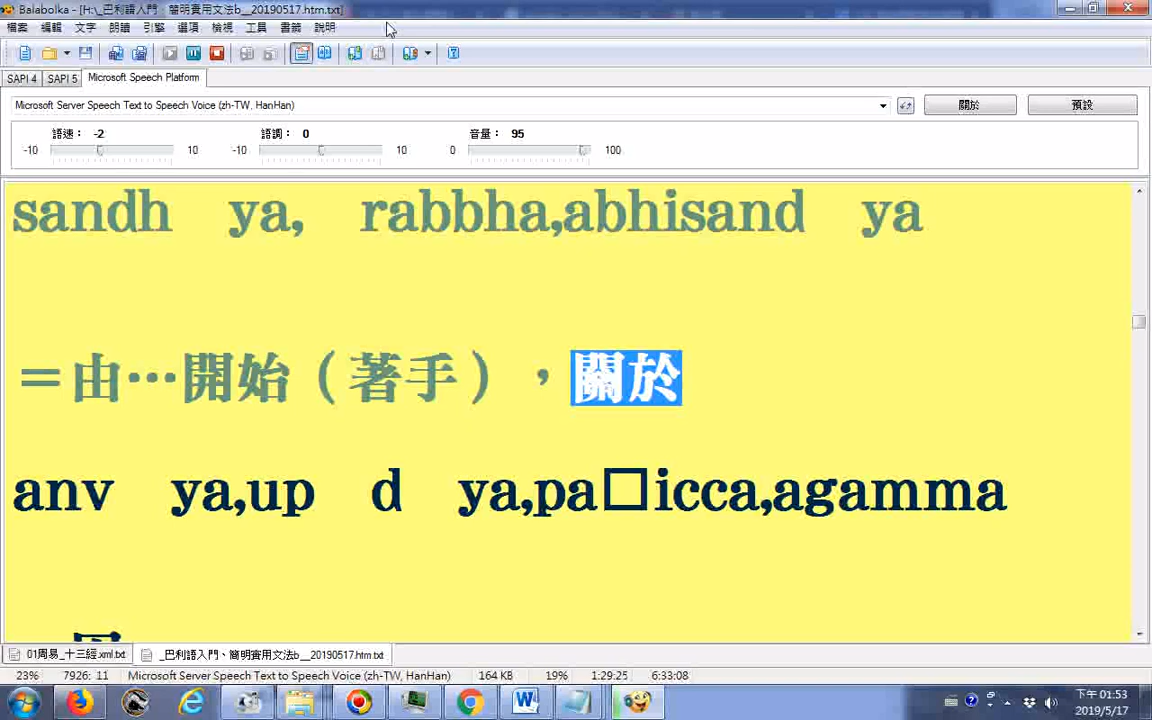 Balabolka - [H:\_巴利語入門﹑簡明實用文法b__20190517.htm.txt]
檔案 編輯 文字 朗讀 引擎 選項 檢視 工具 書籤 說明
SAPI 4 SAPI 5 Microsoft Speech Platform
Microsoft Server Speech Text to Speech Voice (zh-TW, HanHan) 關於 預設
語速： -2 語調： 0 音量： 95
-10 10 -10 10 0 100
sandh ya, rabbha,abhisand ya
＝由…開始（著手），關於
anv ya,up d ya,pa□icca,agamma
01周易_十三經.xml.txt _巴利語入門﹑簡明實用文法b__20190517.htm.txt
23% 7926: 11 Microsoft Server Speech Text to Speech Voice (zh-TW, HanHan) 164 KB 19% 1:29:25 6:33:08
下午 01:53
2019/5/17